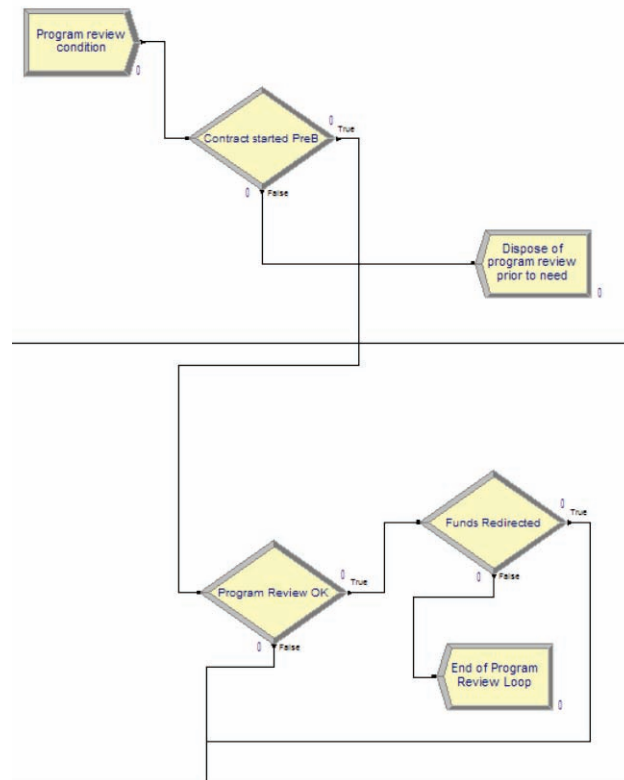 Program review
condition
0
0
True
Contract started PreB
0
False
Dispose of
program review
prior to need
0
0
True
Funds Redirected
0
False
0
True
Program Review OK
0
False
End of Program
Review Loop
0